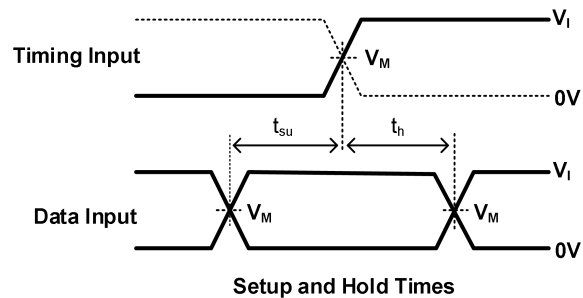 V_I
Timing Input
V_M
0V
t_su
t_h
V_I
Data Input
V_M
V_M
0V
Setup and Hold Times